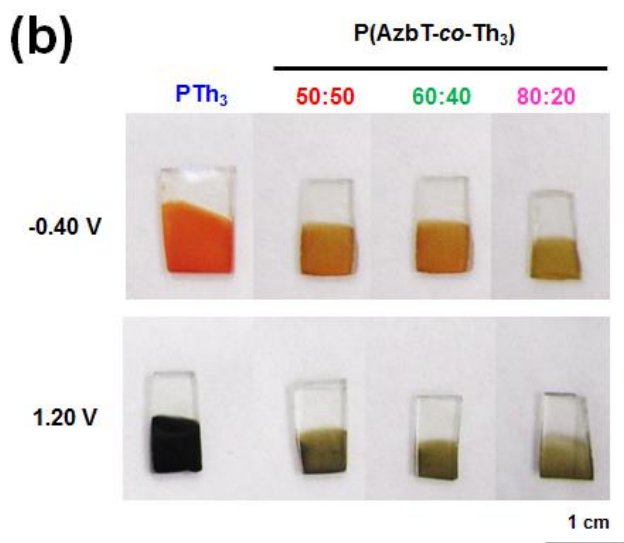 (b)
P(AzbT-co-Th₃)
PTh₃ 50:50 60:40 80:20
-0.40 V
1.20 V
1 cm